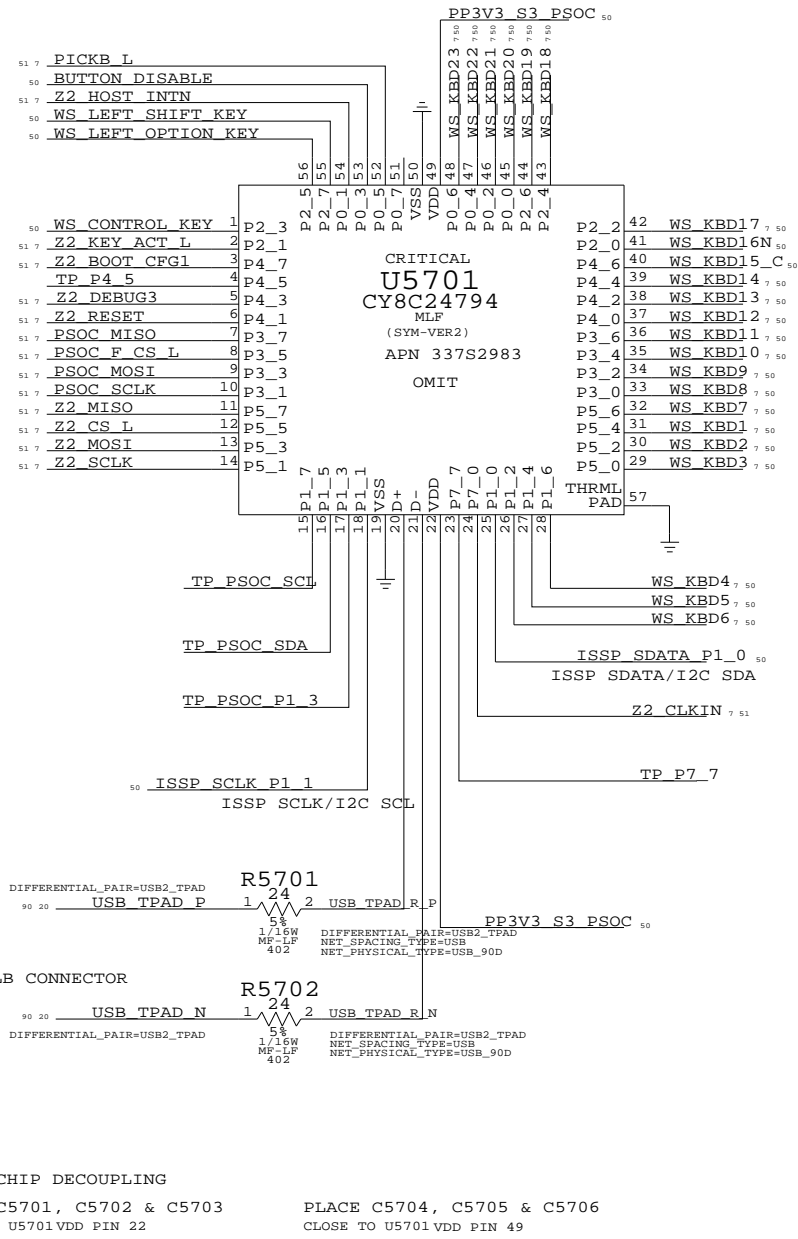 PP3V3_S3_PSOC 50
51 7 PICKB_L
50 BUTTON_DISABLE
51 7 Z2_HOST_INTN
50 WS_LEFT_SHIFT_KEY
50 WS_LEFT_OPTION_KEY
WS_KBD23 7 50
WS_KBD22 7 50
WS_KBD21 7 50
WS_KBD20 7 50
WS_KBD19 7 50
WS_KBD18 7 50
56 55 54 53 52 51 50 49 48 47 46 45 44 43
P2_5 P2_7 P0_1 P0_3 P0_5 P0_7 VSS VDD P0_6 P0_4 P0_2 P0_0 P2_6 P2_4
50 WS_CONTROL_KEY 1 P2_3
51 7 Z2_KEY_ACT_L 2 P2_1
51 7 Z2_BOOT_CFG1 3 P4_7
TP_P4_5 4 P4_5
51 7 Z2_DEBUG3 5 P4_3
51 7 Z2_RESET 6 P4_1
51 7 PSOC_MISO 7 P3_7
51 7 PSOC_F_CS_L 8 P3_5
51 7 PSOC_MOSI 9 P3_3
51 7 PSOC_SCLK 10 P3_1
51 7 Z2_MISO 11 P5_7
51 7 Z2_CS_L 12 P5_5
51 7 Z2_MOSI 13 P5_3
51 7 Z2_SCLK 14 P5_1
CRITICAL
U5701
CY8C24794
MLF
(SYM-VER2)
APN 337S2983
OMIT
P2_2 42 WS_KBD17 7 50
P2_0 41 WS_KBD16N 50
P4_6 40 WS_KBD15_C 50
P4_4 39 WS_KBD14 7 50
P4_2 38 WS_KBD13 7 50
P4_0 37 WS_KBD12 7 50
P3_6 36 WS_KBD11 7 50
P3_4 35 WS_KBD10 7 50
P3_2 34 WS_KBD9 7 50
P3_0 33 WS_KBD8 7 50
P5_6 32 WS_KBD7 7 50
P5_4 31 WS_KBD1 7 50
P5_2 30 WS_KBD2 7 50
P5_0 29 WS_KBD3 7 50
THRML
PAD 57
P1_7 P1_5 P1_3 P1_1 VSS D+ D- VDD P7_7 P7_0 P1_0 P1_2 P1_4 P1_6
15 16 17 18 19 20 21 22 23 24 25 26 27 28
TP_PSOC_SCL
WS_KBD4 7 50
WS_KBD5 7 50
WS_KBD6 7 50
TP_PSOC_SDA
ISSP_SDATA_P1_0 50
ISSP SDATA/I2C SDA
TP_PSOC_P1_3
Z2_CLKIN 7 51
TP_P7_7
50 ISSP_SCLK_P1_1
ISSP SCLK/I2C SCL
R5701
DIFFERENTIAL_PAIR=USB2_TPAD
90 20 USB_TPAD_P 1 24 2 USB_TPAD_R_P
5%
1/16W
MF-LF
402
DIFFERENTIAL_PAIR=USB2_TPAD
NET_SPACING_TYPE=USB
NET_PHYSICAL_TYPE=USB_90D
PP3V3_S3_PSOC 50
LB CONNECTOR
R5702
90 20 USB_TPAD_N 1 24 2 USB_TPAD_R_N
DIFFERENTIAL_PAIR=USB2_TPAD
5%
1/16W
MF-LF
402
DIFFERENTIAL_PAIR=USB2_TPAD
NET_SPACING_TYPE=USB
NET_PHYSICAL_TYPE=USB_90D
CHIP DECOUPLING
C5701, C5702 & C5703
U5701 VDD PIN 22
PLACE C5704, C5705 & C5706
CLOSE TO U5701 VDD PIN 49